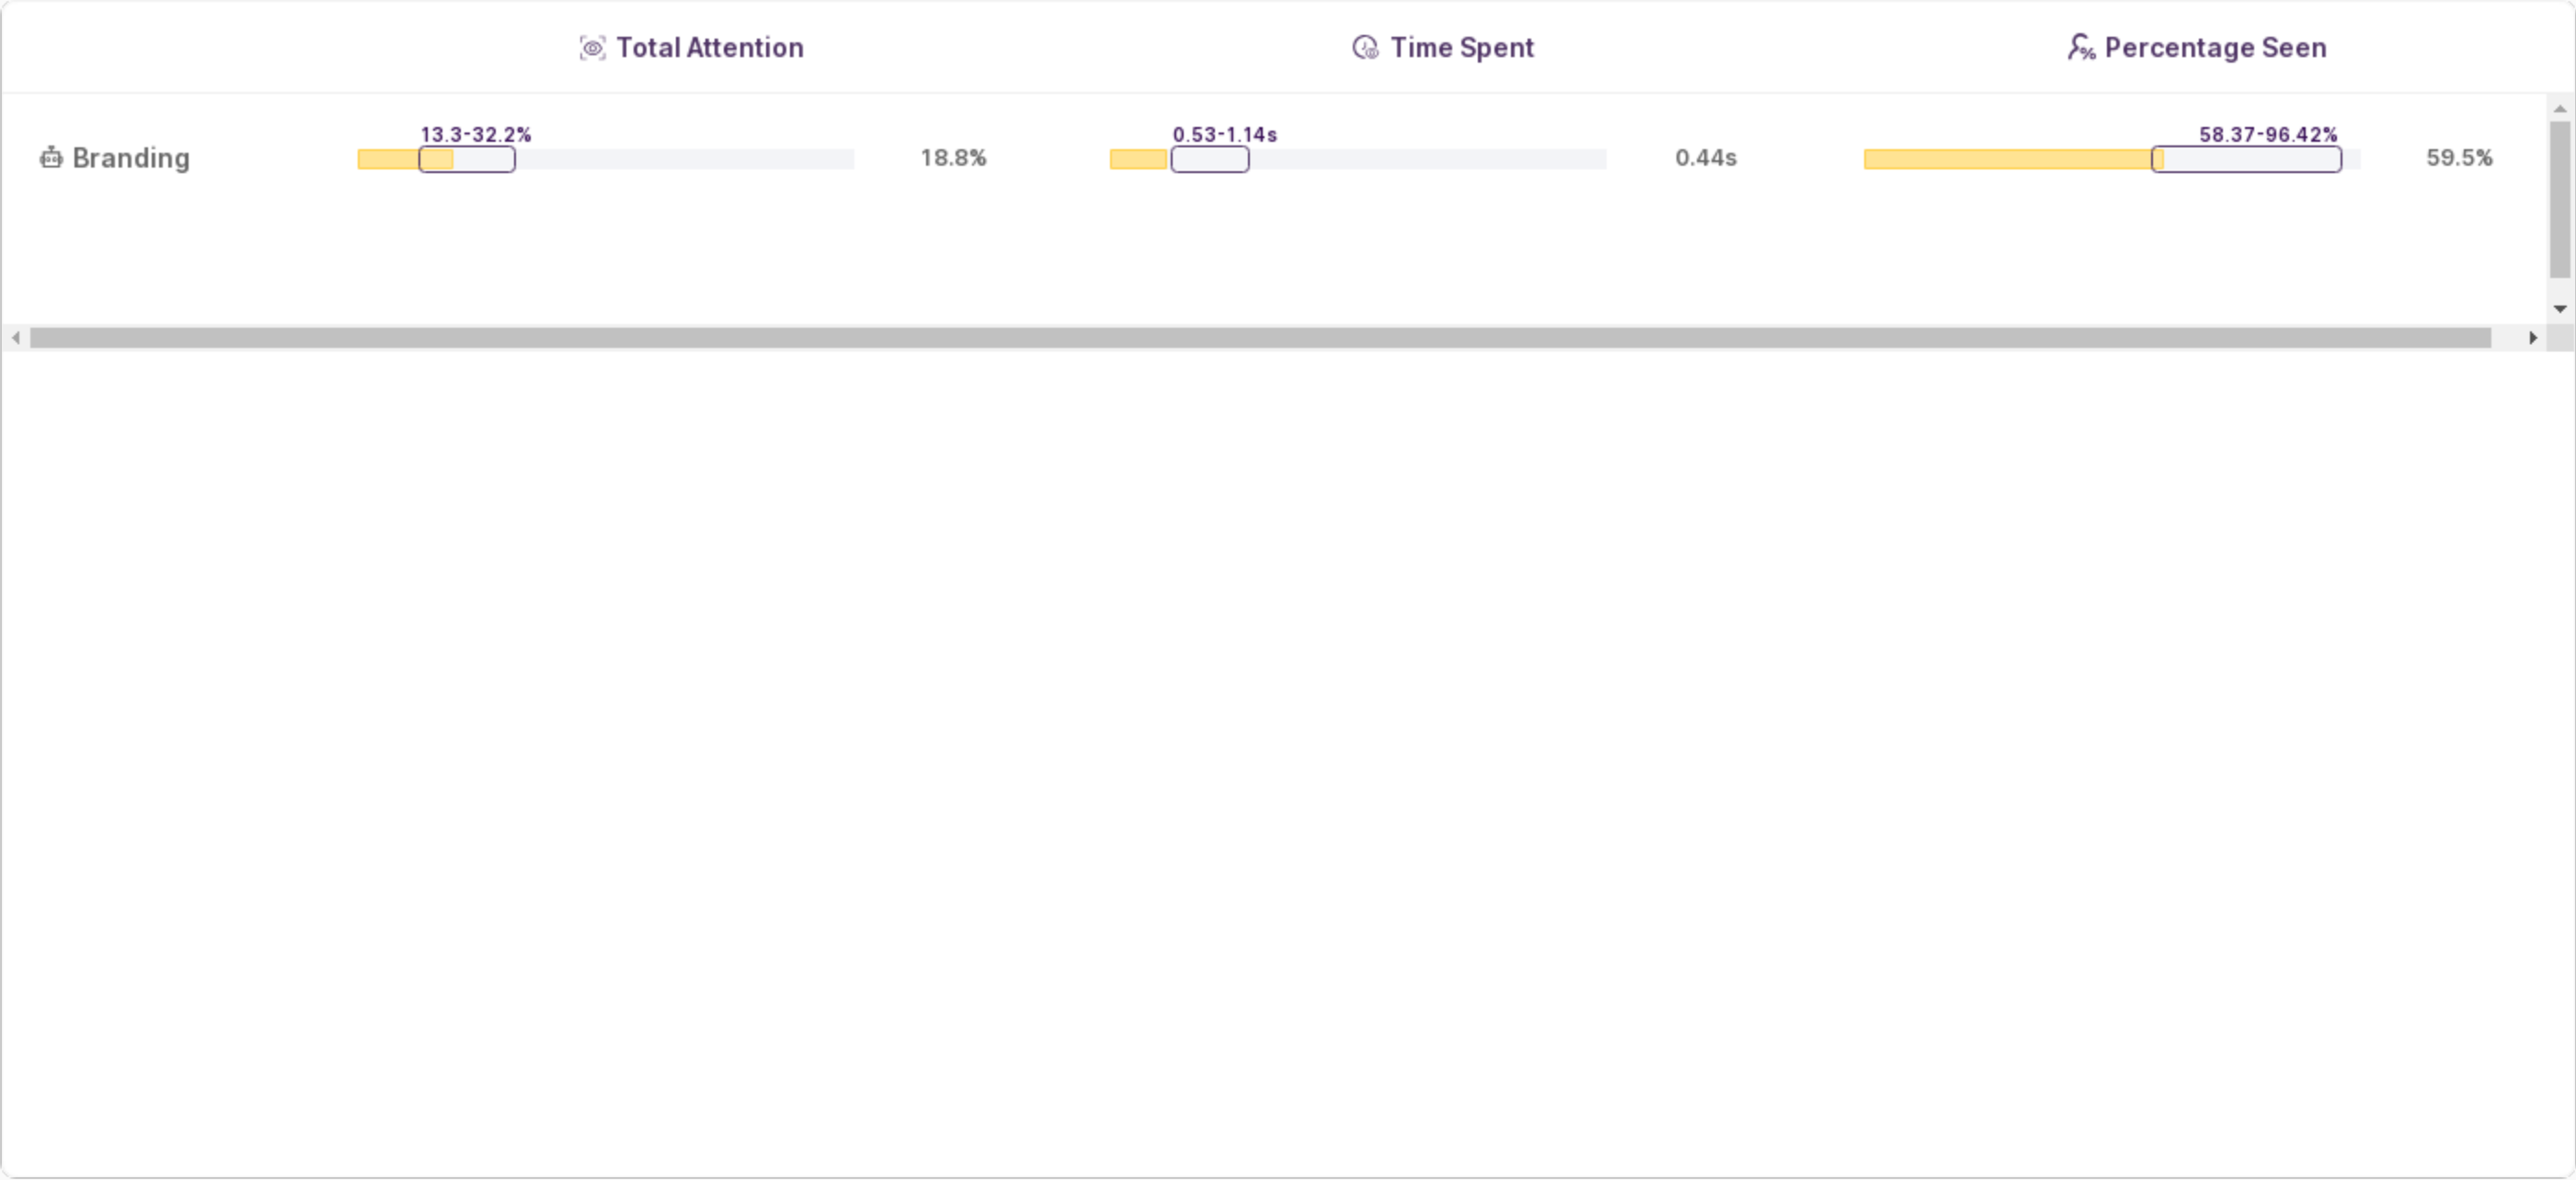 Total Attention Time Spent Percentage Seen
13.3-32.2% 0.53-1.14s 58.37-96.42%
Branding 18.8% 0.44s 59.5%